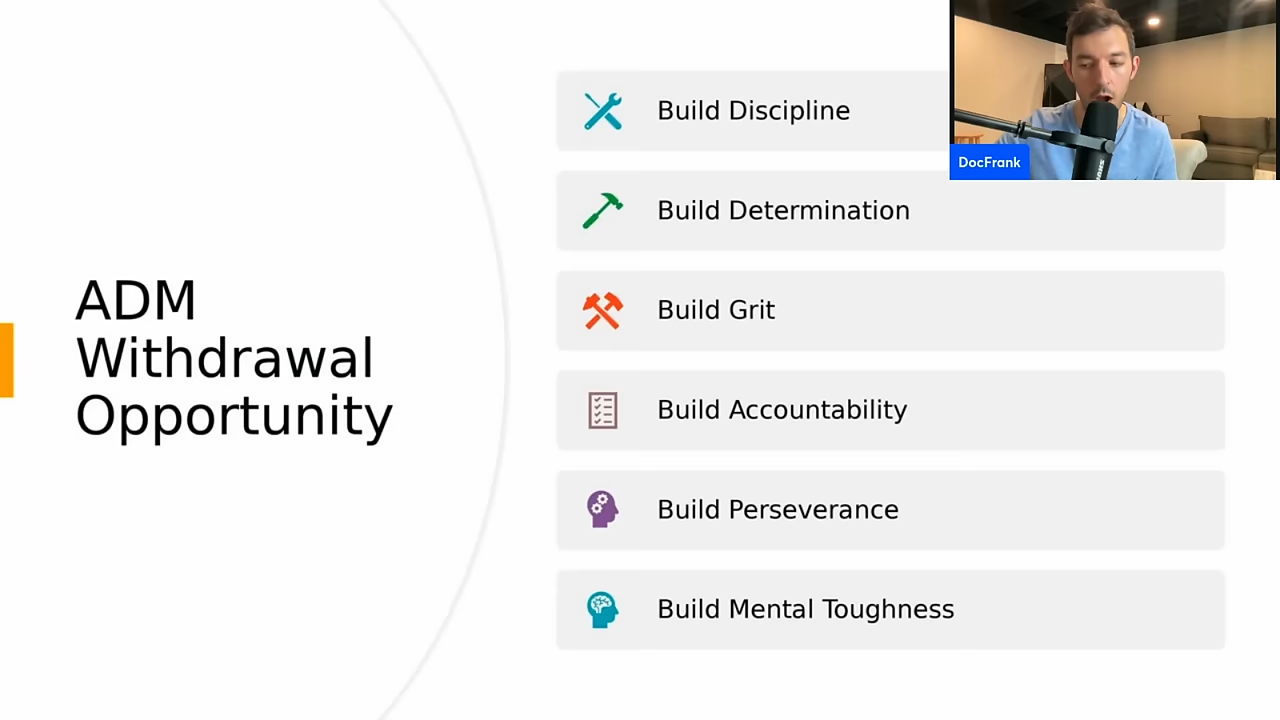 ADM
Withdrawal
Opportunity
Build Discipline
Build Determination
Build Grit
Build Accountability
Build Perseverance
Build Mental Toughness
DocFrank